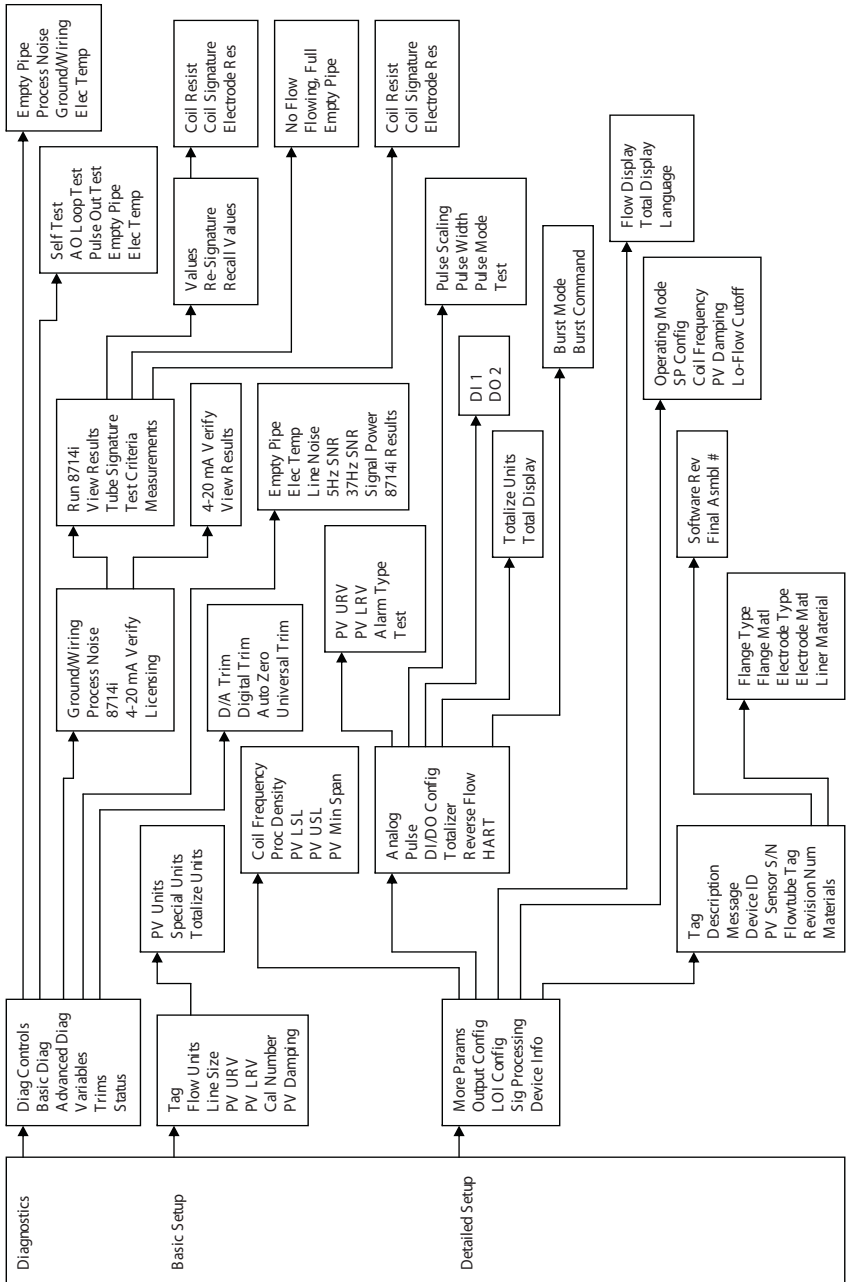 Diagnostics
Basic Setup
Detailed Setup
Diag Controls
Basic Diag
Advanced Diag
Variables
Trims
Status
Empty Pipe
Process Noise
Ground/Wiring
Elec Temp
Self Test
AO Loop Test
Pulse Out Test
Empty Pipe
Elec Temp
Ground/Wiring
Process Noise
8714i
4-20 mA Verify
Licensing
Run 8714i
View Results
Tube Signature
Test Criteria
Measurements
Values
Re-Signature
Recall Values
Coil Resist
Coil Signature
Electrode Res
No Flow
Flowing, Full
Empty Pipe
Coil Resist
Coil Signature
Electrode Res
4-20 mA Verify
View Results
Empty Pipe
Elec Temp
Line Noise
5Hz SNR
37Hz SNR
Signal Power
8714i Results
D/A Trim
Digital Trim
Auto Zero
Universal Trim
Tag
Flow Units
Line Size
PV URV
PV LRV
Cal Number
PV Damping
PV Units
Special Units
Totalize Units
More Params
Output Config
LOI Config
Sig Processing
Device Info
Coil Frequency
Proc Density
PV LSL
PV USL
PV Min Span
Analog
Pulse
DI/DO Config
Totalizer
Reverse Flow
HART
PV URV
PV LRV
Alarm Type
Test
Pulse Scaling
Pulse Width
Pulse Mode
Test
DI 1
DO 2
Totalize Units
Total Display
Burst Mode
Burst Command
Flow Display
Total Display
Language
Operating Mode
SP Config
Coil Frequency
PV Damping
Lo-Flow Cutoff
Tag
Description
Message
Device ID
PV Sensor S/N
Flowtube Tag
Revision Num
Materials
Software Rev
Final Asmbl #
Flange Type
Flange Matl
Electrode Type
Electrode Matl
Liner Material